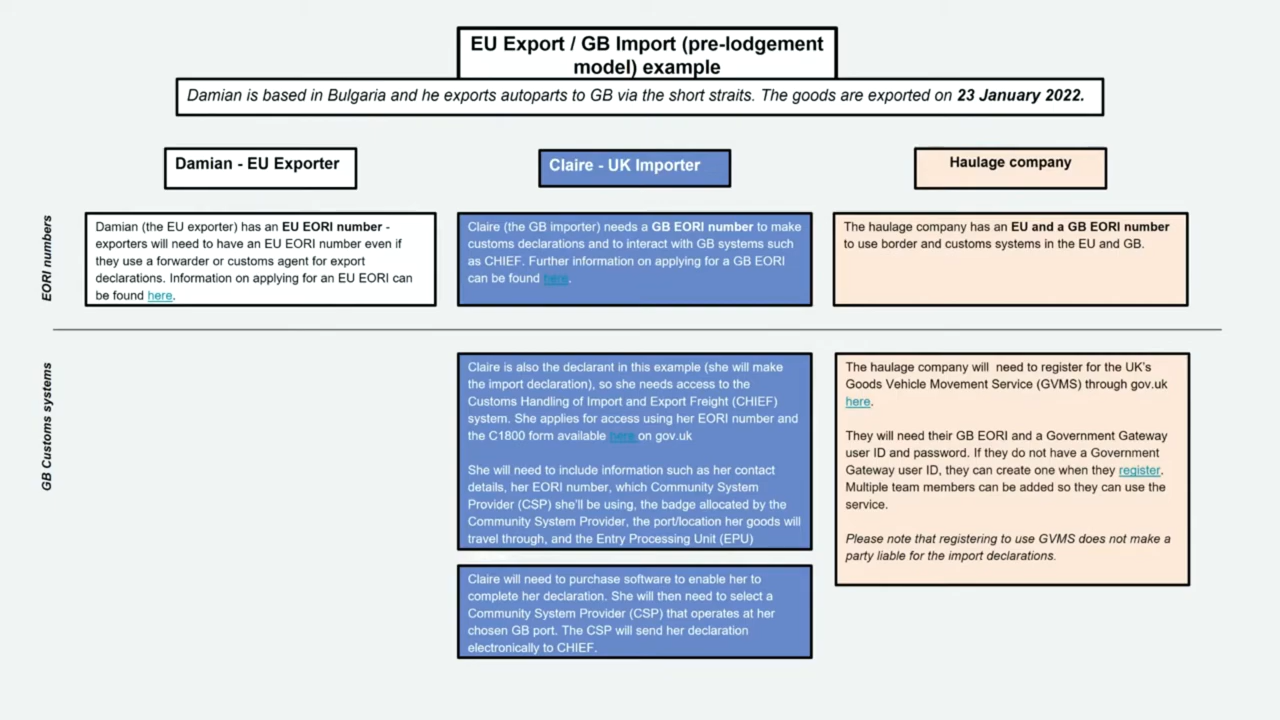 EU Export / GB Import (pre-lodgement
model) example
Damian is based in Bulgaria and he exports autoparts to GB via the short straits. The goods are exported on 23 January 2022.
Damian - EU Exporter
Claire - UK Importer
Haulage company
EORI numbers
Damian (the EU exporter) has an EU EORI number -
exporters will need to have an EU EORI number even if
they use a forwarder or customs agent for export
declarations. Information on applying for an EU EORI can
be found here.
Claire (the GB importer) needs a GB EORI number to make
customs declarations and to interact with GB systems such
as CHIEF. Further information on applying for a GB EORI
can be found here.
The haulage company has an EU and a GB EORI number
to use border and customs systems in the EU and GB.
GB Customs systems
Claire is also the declarant in this example (she will make
the import declaration), so she needs access to the
Customs Handling of Import and Export Freight (CHIEF)
system. She applies for access using her EORI number and
the C1800 form available here on gov.uk
She will need to include information such as her contact
details, her EORI number, which Community System
Provider (CSP) she'll be using, the badge allocated by the
Community System Provider, the port/location her goods will
travel through, and the Entry Processing Unit (EPU)
Claire will need to purchase software to enable her to
complete her declaration. She will then need to select a
Community System Provider (CSP) that operates at her
chosen GB port. The CSP will send her declaration
electronically to CHIEF.
The haulage company will need to register for the UK's
Goods Vehicle Movement Service (GVMS) through gov.uk
here.
They will need their GB EORI and a Government Gateway
user ID and password. If they do not have a Government
Gateway user ID, they can create one when they register.
Multiple team members can be added so they can use the
service.
Please note that registering to use GVMS does not make a
party liable for the import declarations.